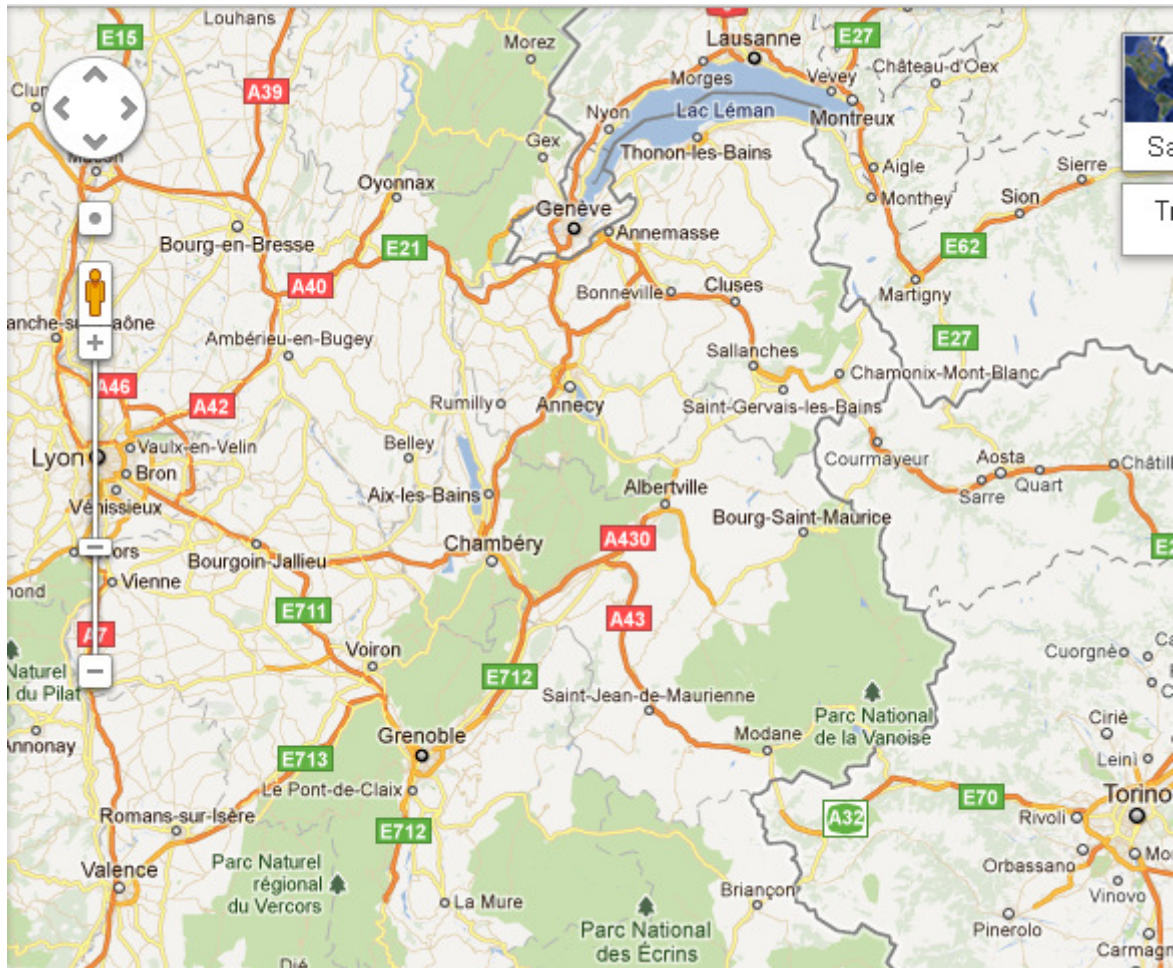 Louhans
E15
Morez
Lausanne
E27
Morges
Vevey
Château-d'Oex
A39
Nyon
Lac Léman
Montreux
Gex
Thonon-les-Bains
Aigle
Sierre
Oyonnax
Monthey
Sion
Genève
Annemasse
Bourg-en-Bresse
E21
E62
A40
Bonneville
Cluses
Martigny
Ambérieu-en-Bugey
E27
Sallanches
A46
Chamonix-Mont-Blanc
A42
Rumilly
Annecy
Saint-Gervais-les-Bains
Vaulx-en-Velin
Belley
Lyon
Bron
Courmayeur
Aosta
Sarre
Quart
Aix-les-Bains
Albertville
Vénissieux
Bourg-Saint-Maurice
A430
Chambéry
Bourgoin-Jallieu
Vienne
E711
A43
A7
Voiron
Cuorgnè
Naturel
du Pilat
E712
Saint-Jean-de-Maurienne
Parc National
de la Vanoise
Ciriè
Annonay
Grenoble
Modane
E713
Leinì
Le Pont-de-Claix
E70
Torino
Romans-sur-Isère
E712
A32
Rivoli
Orbassano
Valence
Parc Naturel
régional
du Vercors
Briançon
Vinovo
La Mure
Parc National
des Écrins
Pinerolo
Die